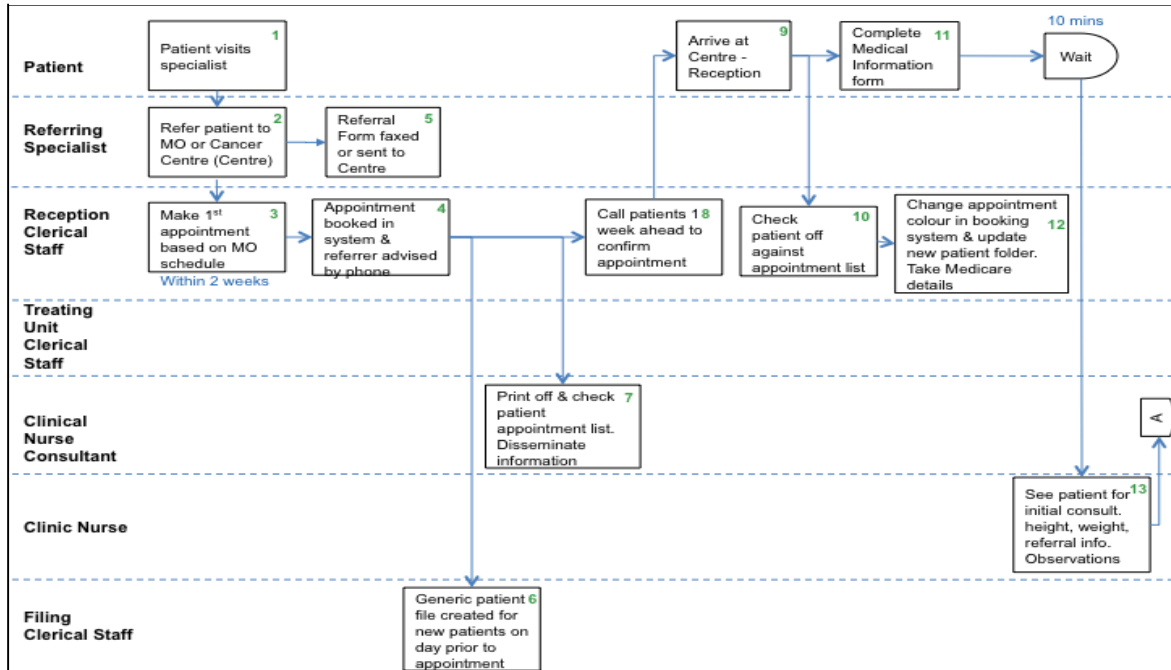 Patient
Patient visits 1
specialist
Arrive at 9
Centre -
Reception
Complete
Medical 11
Information
form
10 mins
Wait
Referring
Specialist
Refer patient to 2
MO or Cancer
Centre (Centre)
Referral 5
Form faxed
or sent to
Centre
Reception
Clerical
Staff
Make 1st 3
appointment
based on MO
schedule
Within 2 weeks
Appointment 4
booked in
system &
referrer advised
by phone
Call patients 1 8
week ahead to
confirm
appointment
Check 10
patient off
against
appointment list
Change appointment
colour in booking
system & update 12
new patient folder.
Take Medicare
details
Treating
Unit
Clerical
Staff
Clinical
Nurse
Consultant
Print off & check 7
patient
appointment list.
Disseminate
information
A
Clinic Nurse
See patient for 13
initial consult.
height, weight,
referral info.
Observations
Filing
Clerical Staff
Generic patient 6
file created for
new patients on
day prior to
appointment